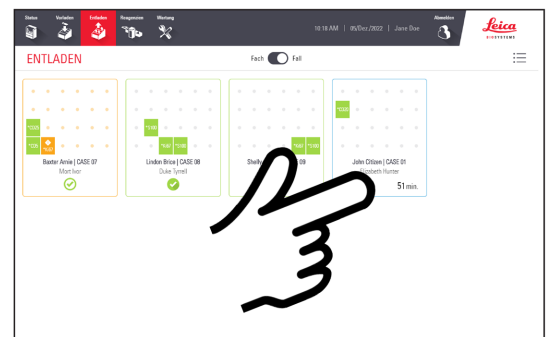 Status Vorladen Entladen Reagenzien Wartung
10:18 AM | 05/Dez./2022 | Jane Doe
Abmelden
Leica
BIOSYSTEMS
ENTLADEN
Fach Fall
Baxter Arnie | CASE 07
Mort Ivor
Lindon Brice | CASE 08
Duke Tyrell
Shelly 09
John Citizen | CASE 01
Elizabeth Hunter
51 min.